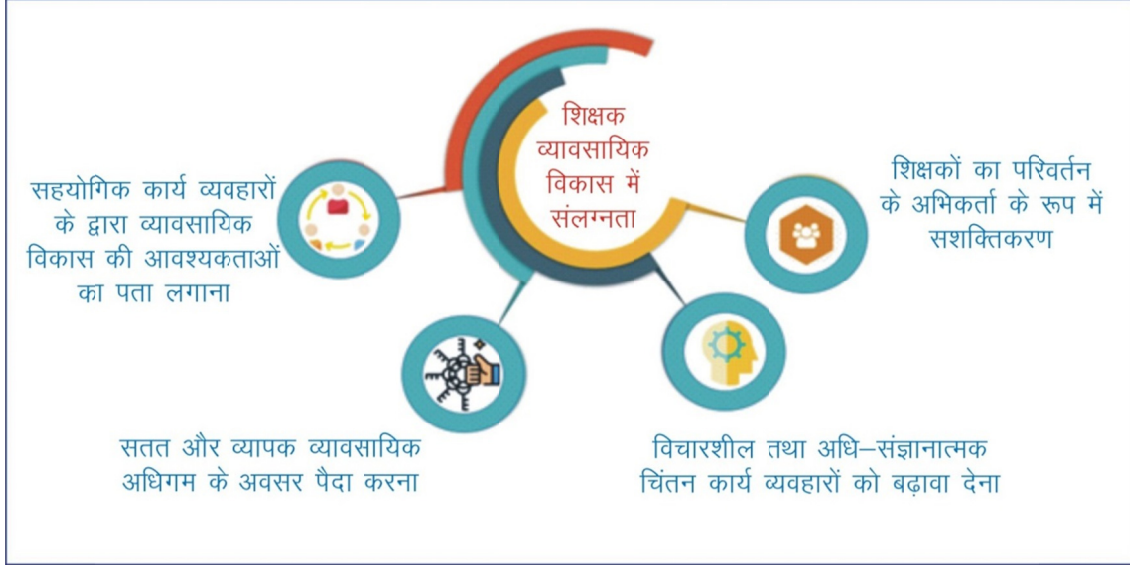 शिक्षक
व्यावसायिक
विकास में
संलग्नता
सहयोगिक कार्य व्यवहारों
के द्वारा व्यावसायिक
विकास की आवश्यकताओं
का पता लगाना
सतत और व्यापक व्यावसायिक
अधिगम के अवसर पैदा करना
विचारशील तथा अधि–संज्ञानात्मक
चिंतन कार्य व्यवहारों को बढ़ावा देना
शिक्षकों का परिवर्तन
के अभिकर्ता के रूप में
सशक्तिकरण